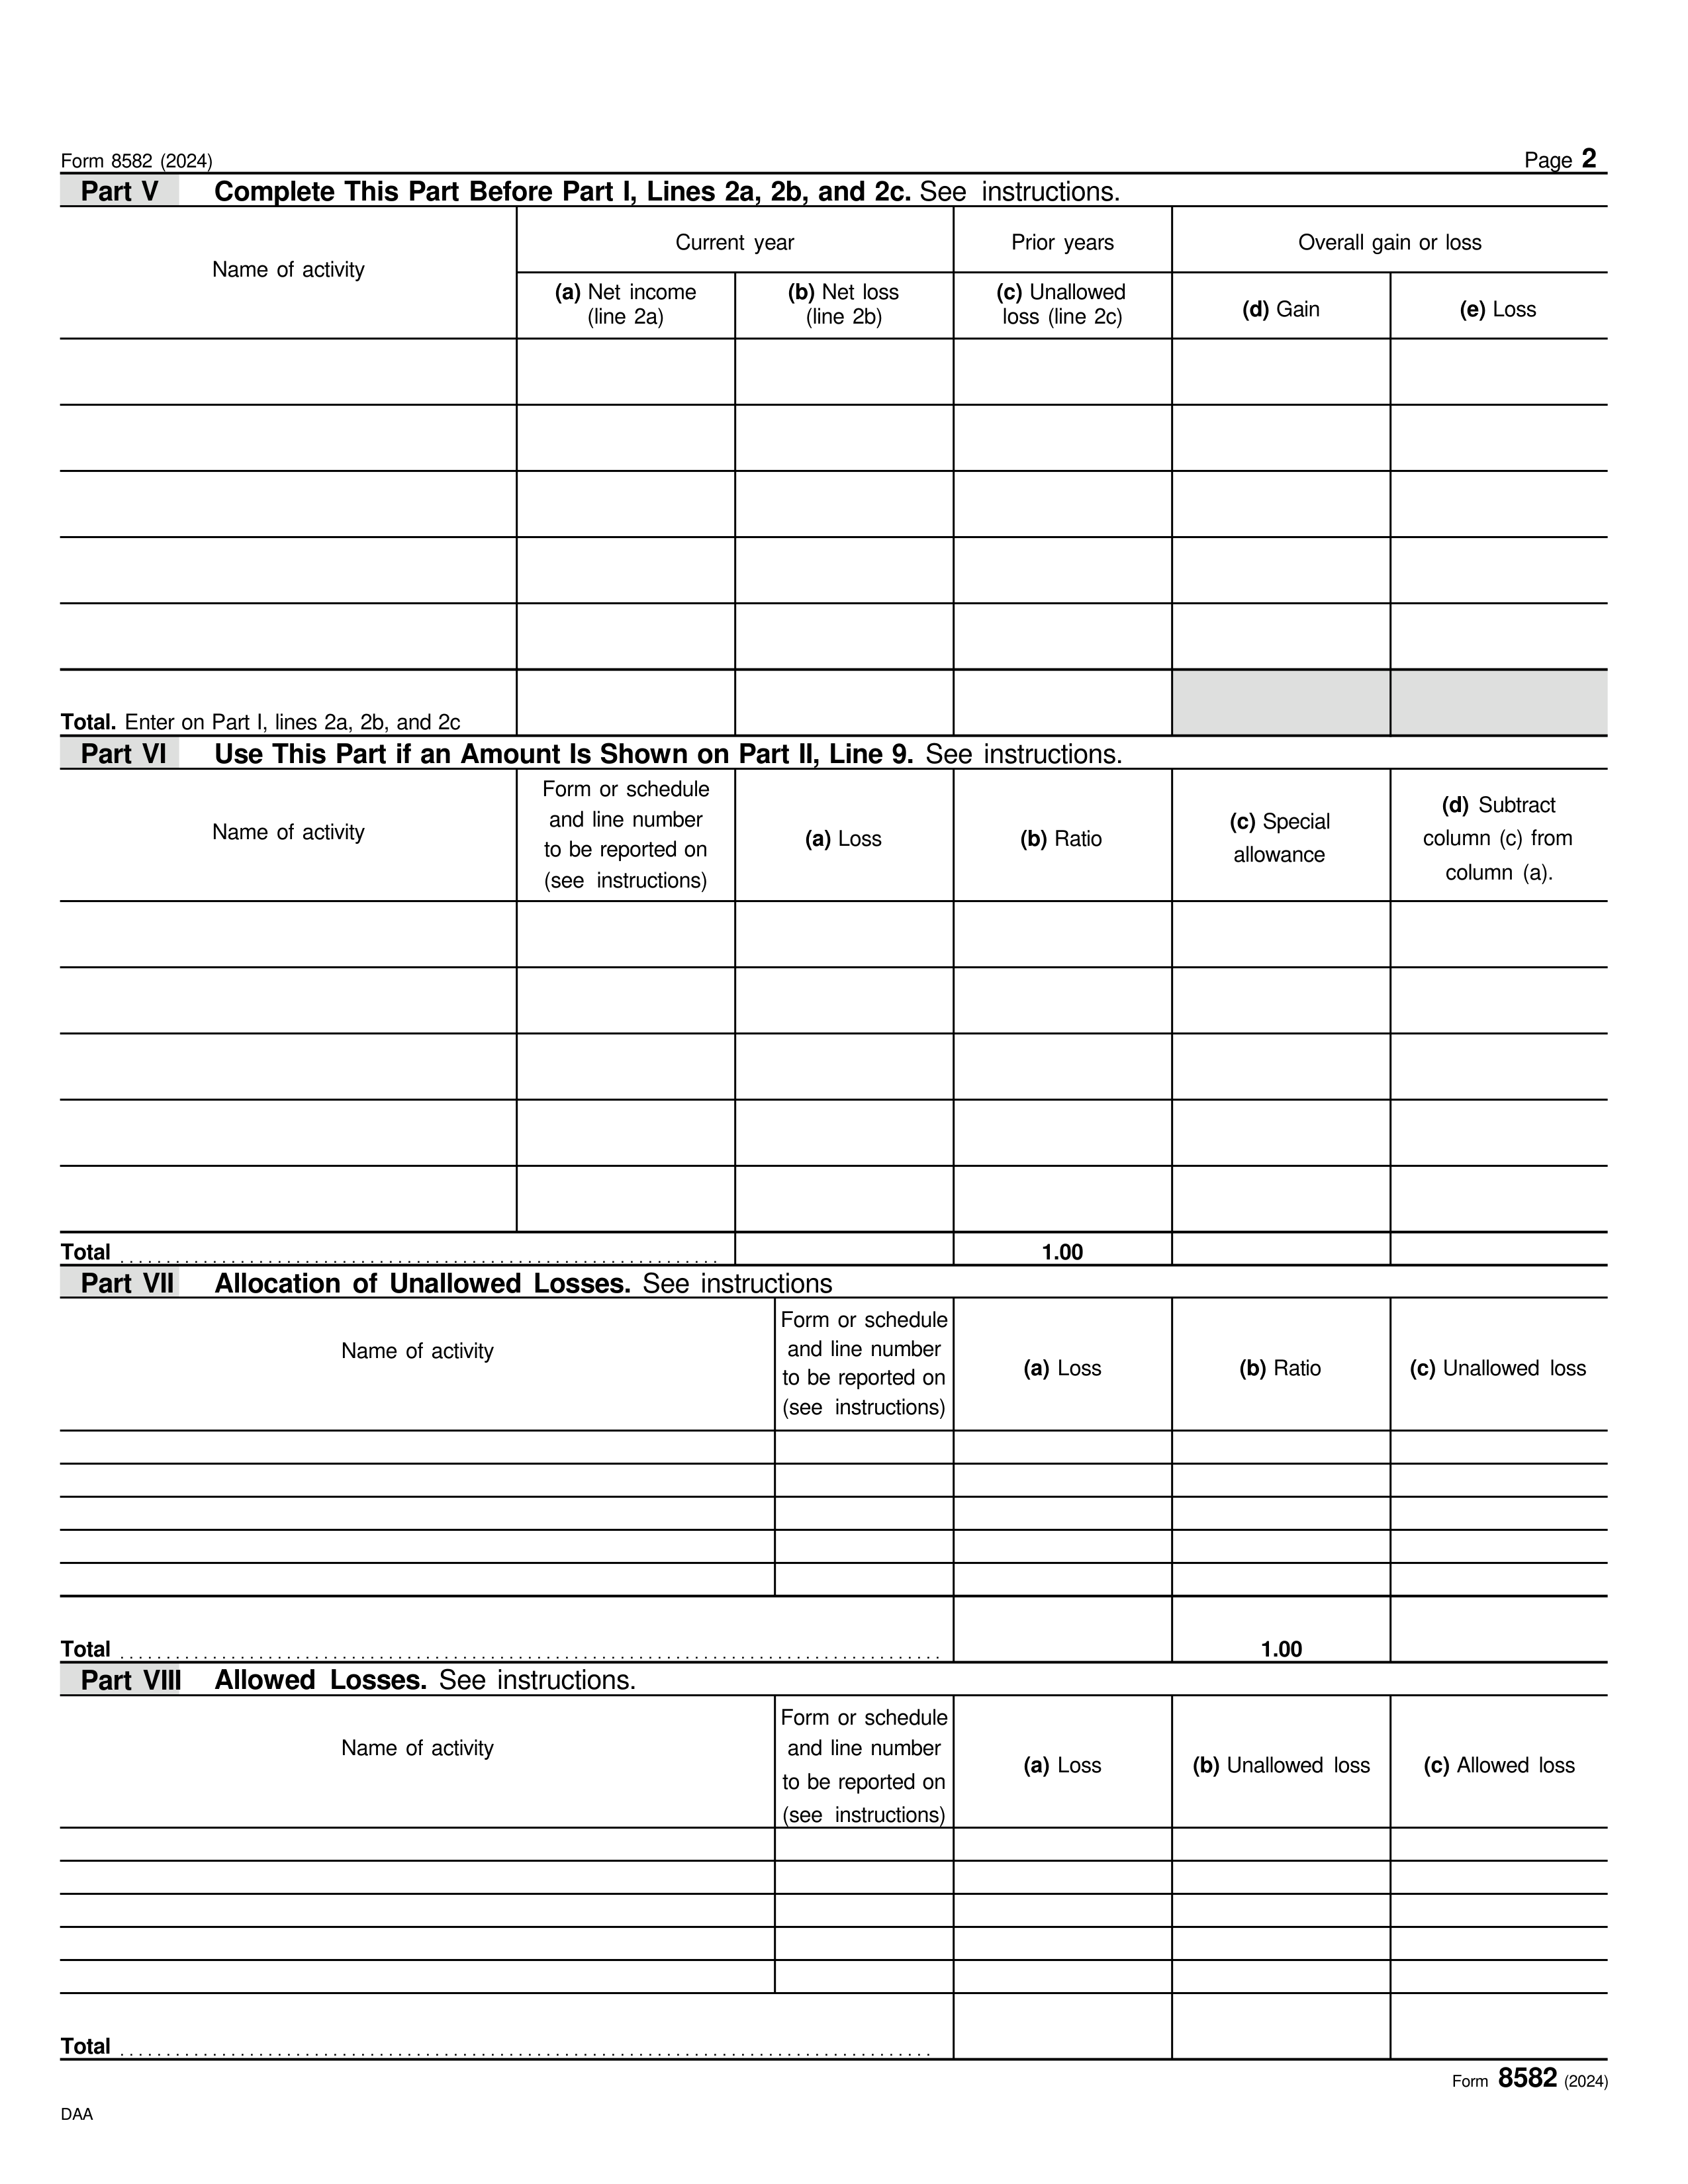 Form 8582 (2024) Page 2
Part V Complete This Part Before Part I, Lines 2a, 2b, and 2c. See instructions.
Name of activity
Current year
Prior years
Overall gain or loss
(a) Net income
(line 2a)
(b) Net loss
(line 2b)
(c) Unallowed
loss (line 2c)
(d) Gain
(e) Loss
Total. Enter on Part I, lines 2a, 2b, and 2c
Part VI Use This Part if an Amount Is Shown on Part II, Line 9. See instructions.
Name of activity
Form or schedule
and line number
to be reported on
(see instructions)
(a) Loss
(b) Ratio
(c) Special
allowance
(d) Subtract
column (c) from
column (a).
Total 1.00
Part VII Allocation of Unallowed Losses. See instructions
Name of activity
Form or schedule
and line number
to be reported on
(see instructions)
(a) Loss
(b) Ratio
(c) Unallowed loss
Total 1.00
Part VIII Allowed Losses. See instructions.
Name of activity
Form or schedule
and line number
to be reported on
(see instructions)
(a) Loss
(b) Unallowed loss
(c) Allowed loss
Total
Form 8582 (2024)
DAA